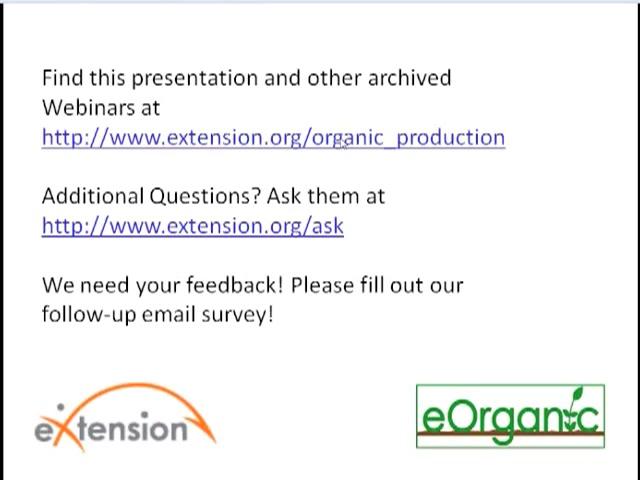 Find this presentation and other archived
Webinars at
http://www.extension.org/organic_production
Additional Questions? Ask them at
http://www.extension.org/ask
We need your feedback! Please fill out our
follow-up email survey!
eXtension
eOrganic